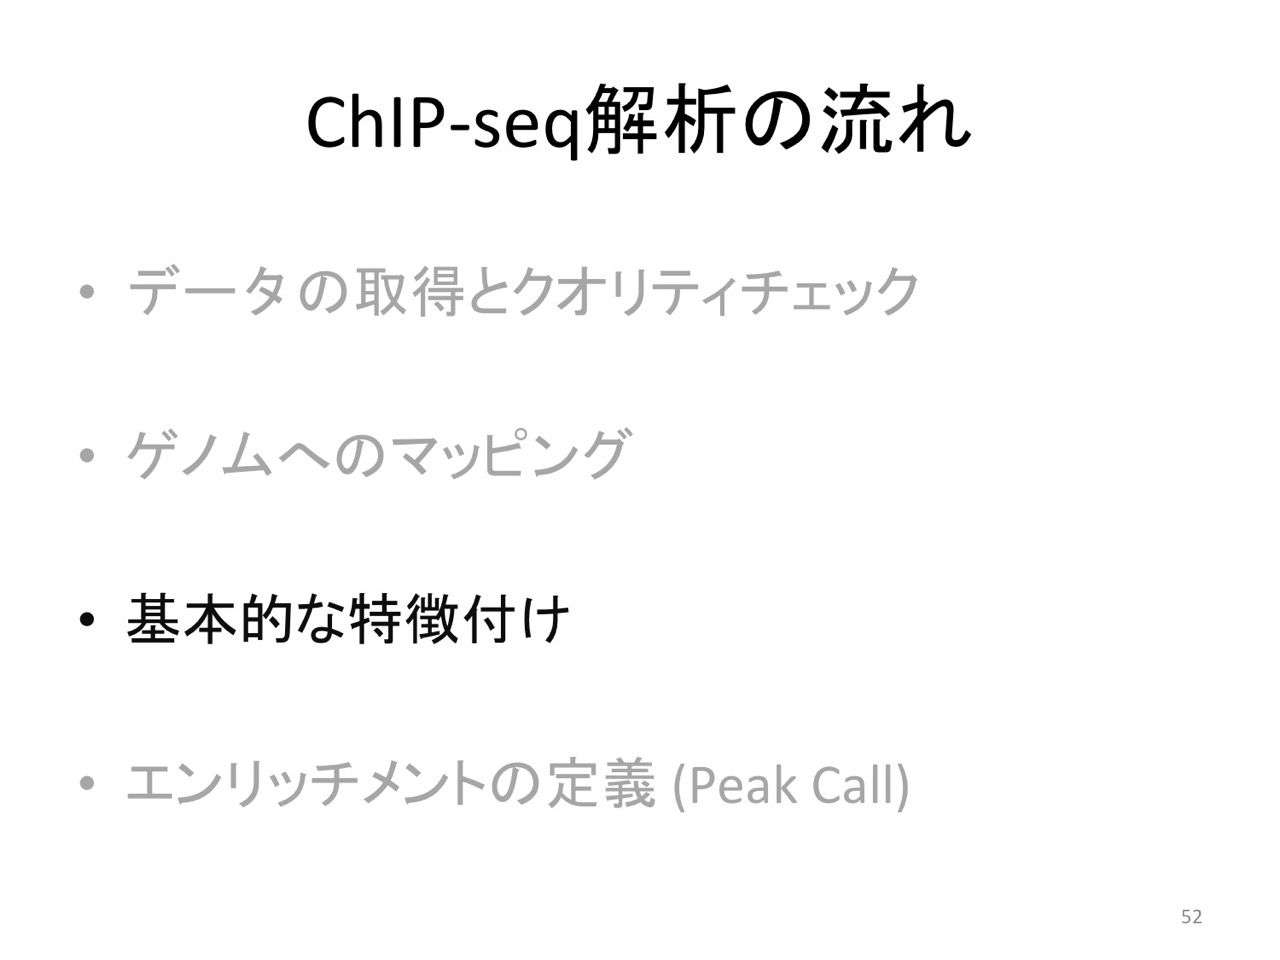 ChIP-seq解析の流れ
• データの取得とクオリティチェック
• ゲノムへのマッピング
• 基本的な特徴付け
• エンリッチメントの定義 (Peak Call)
52